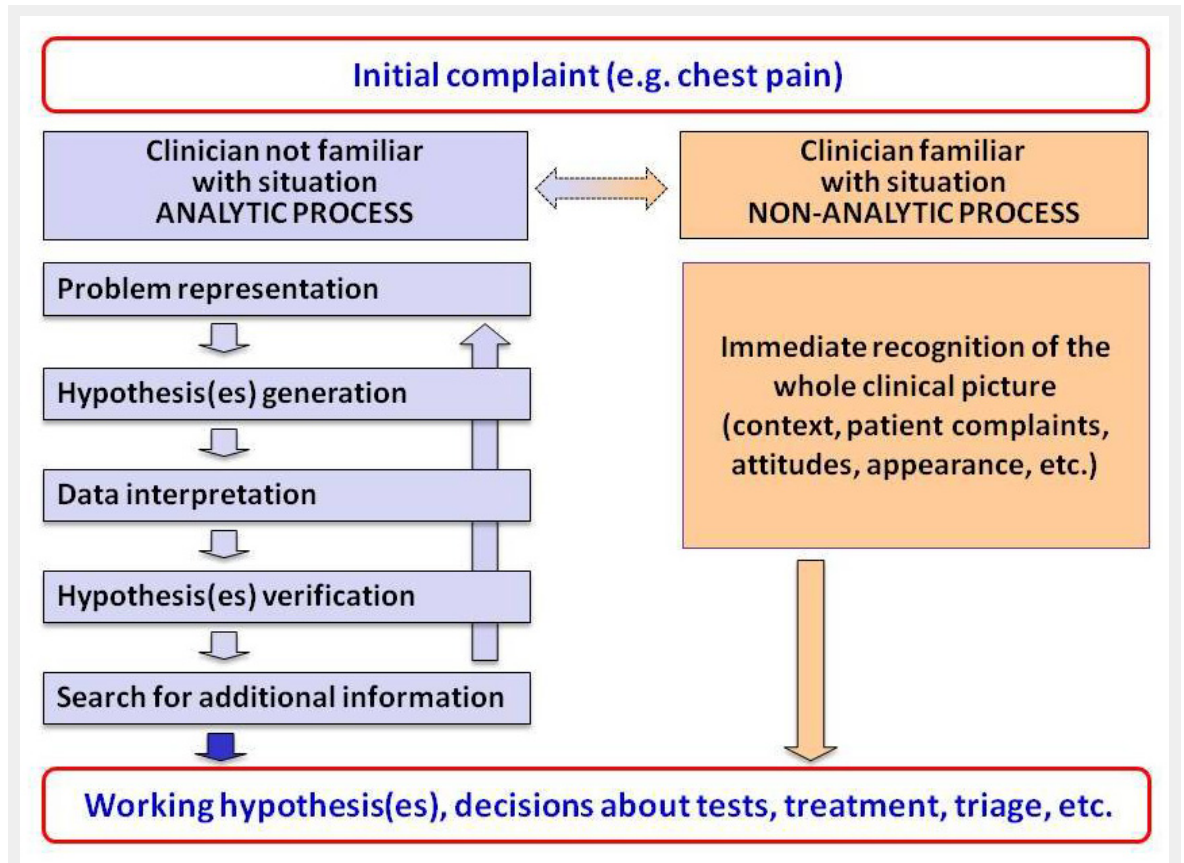 Initial complaint (e.g. chest pain)
Clinician not familiar
with situation
ANALYTIC PROCESS
Clinician familiar
with situation
NON-ANALYTIC PROCESS
Problem representation
Hypothesis(es) generation
Data interpretation
Hypothesis(es) verification
Search for additional information
Immediate recognition of the
whole clinical picture
(context, patient complaints,
attitudes, appearance, etc.)
Working hypothesis(es), decisions about tests, treatment, triage, etc.